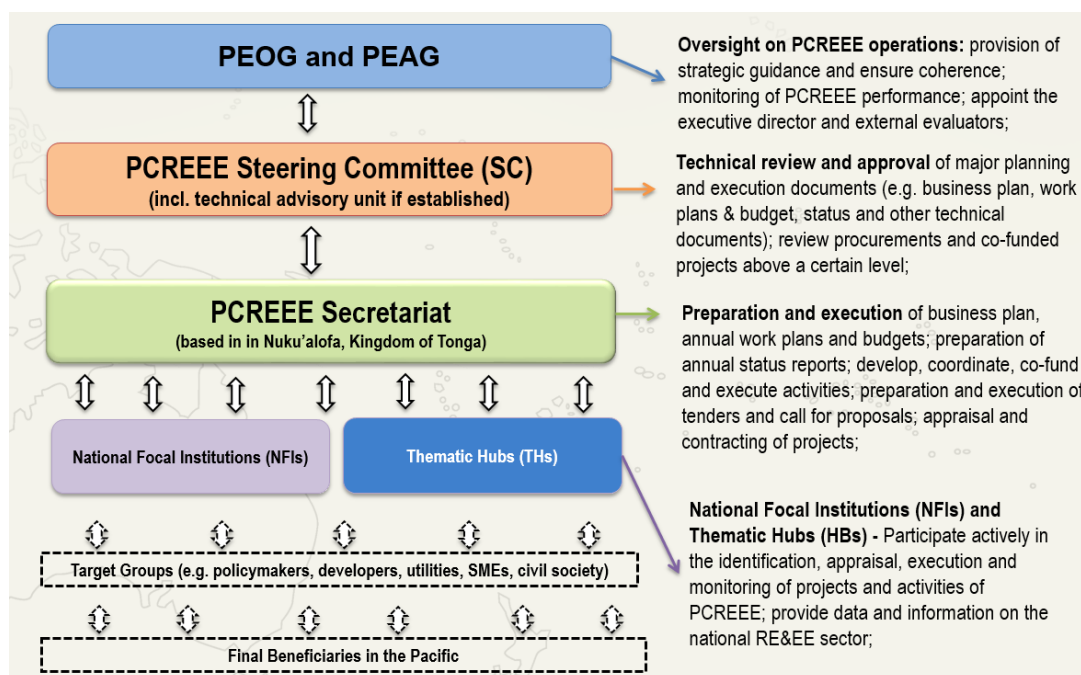 PEOG and PEAG
Oversight on PCREEE operations: provision of
strategic guidance and ensure coherence;
monitoring of PCREEE performance; appoint the
executive director and external evaluators;
PCREEE Steering Committee (SC)
(incl. technical advisory unit if established)
Technical review and approval of major planning
and execution documents (e.g. business plan, work
plans & budget, status and other technical
documents); review procurements and co-funded
projects above a certain level;
PCREEE Secretariat
(based in in Nuku'alofa, Kingdom of Tonga)
Preparation and execution of business plan,
annual work plans and budgets; preparation of
annual status reports; develop, coordinate, co-fund
and execute activities; preparation and execution of
tenders and call for proposals; appraisal and
contracting of projects;
National Focal Institutions (NFIs)
Thematic Hubs (THs)
National Focal Institutions (NFIs) and
Thematic Hubs (HBs) - Participate actively in
the identification, appraisal, execution and
monitoring of projects and activities of
PCREEE; provide data and information on the
national RE&EE sector;
Target Groups (e.g. policymakers, developers, utilities, SMEs, civil society)
Final Beneficiaries in the Pacific